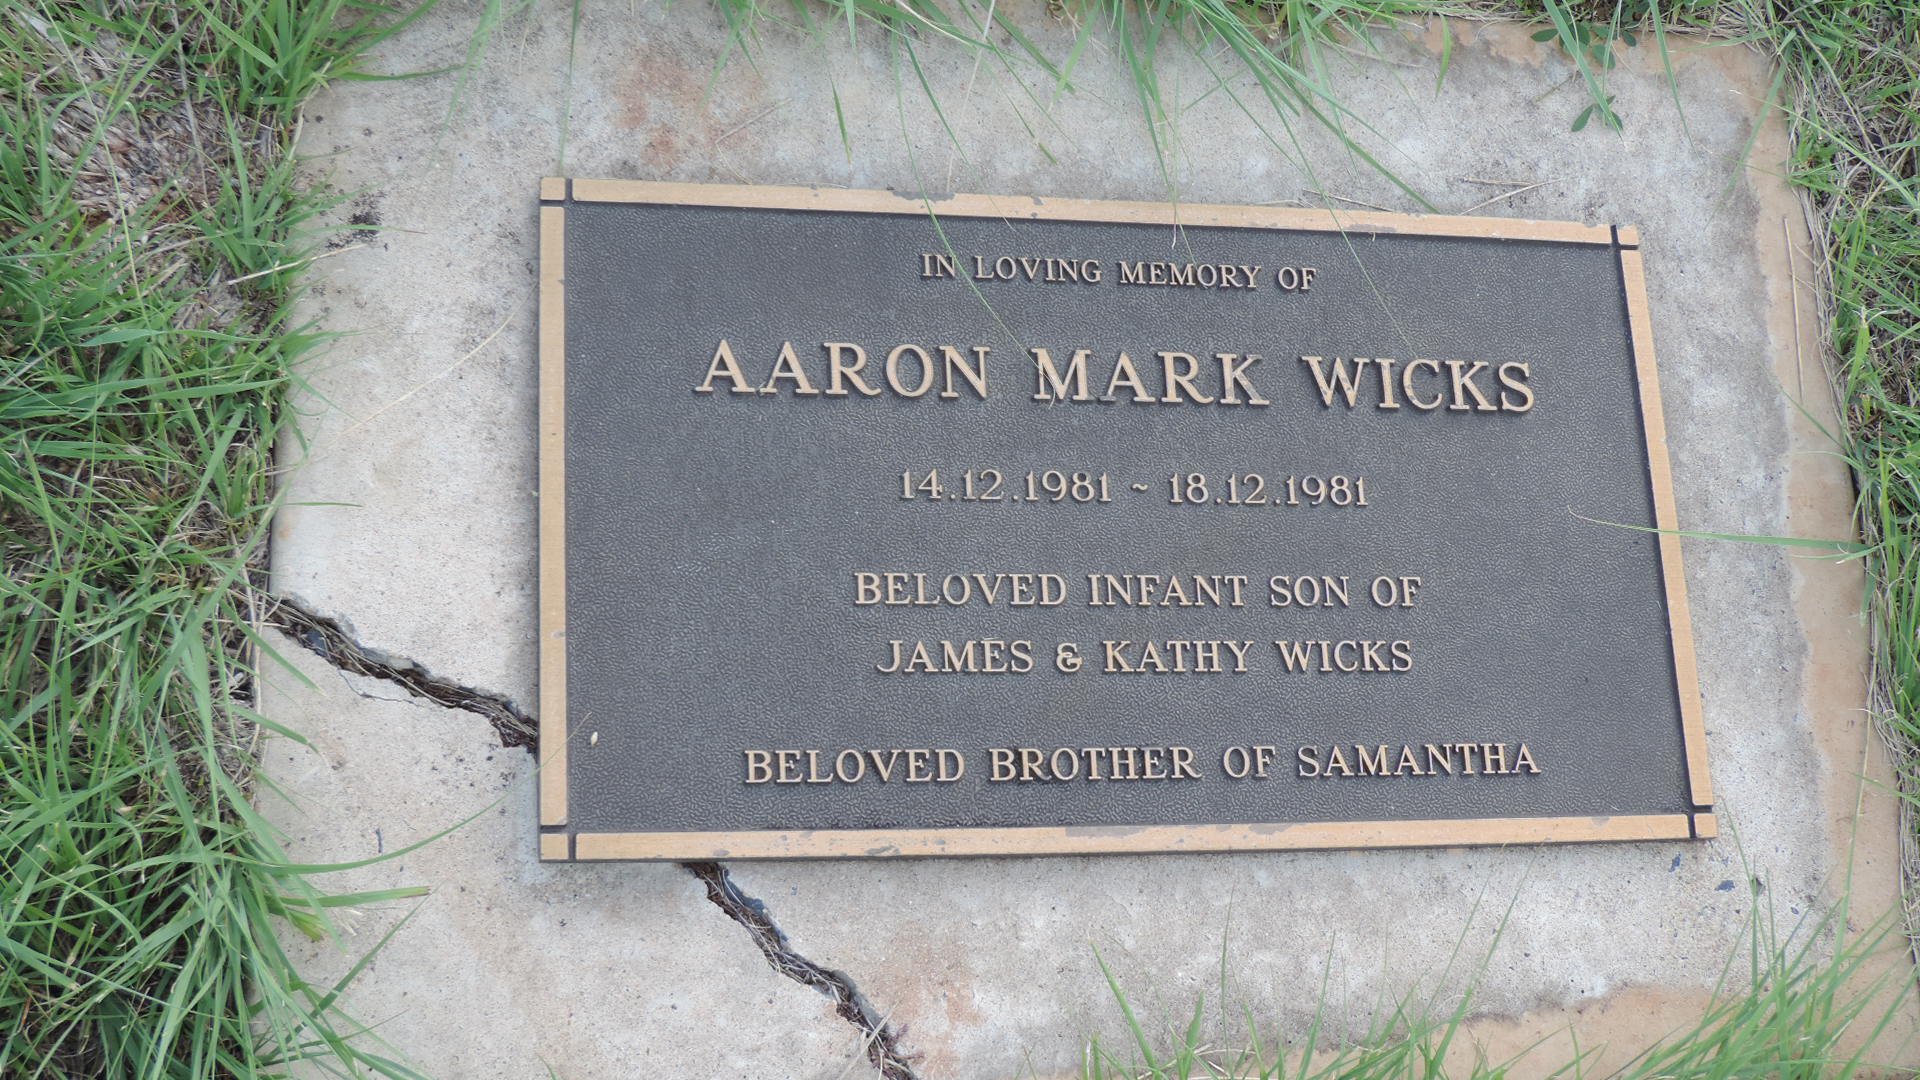 IN LOVING MEMORY OF
AARON MARK WICKS
14.12.1981 ~ 18.12.1981
BELOVED INFANT SON OF
JAMES & KATHY WICKS
BELOVED BROTHER OF SAMANTHA